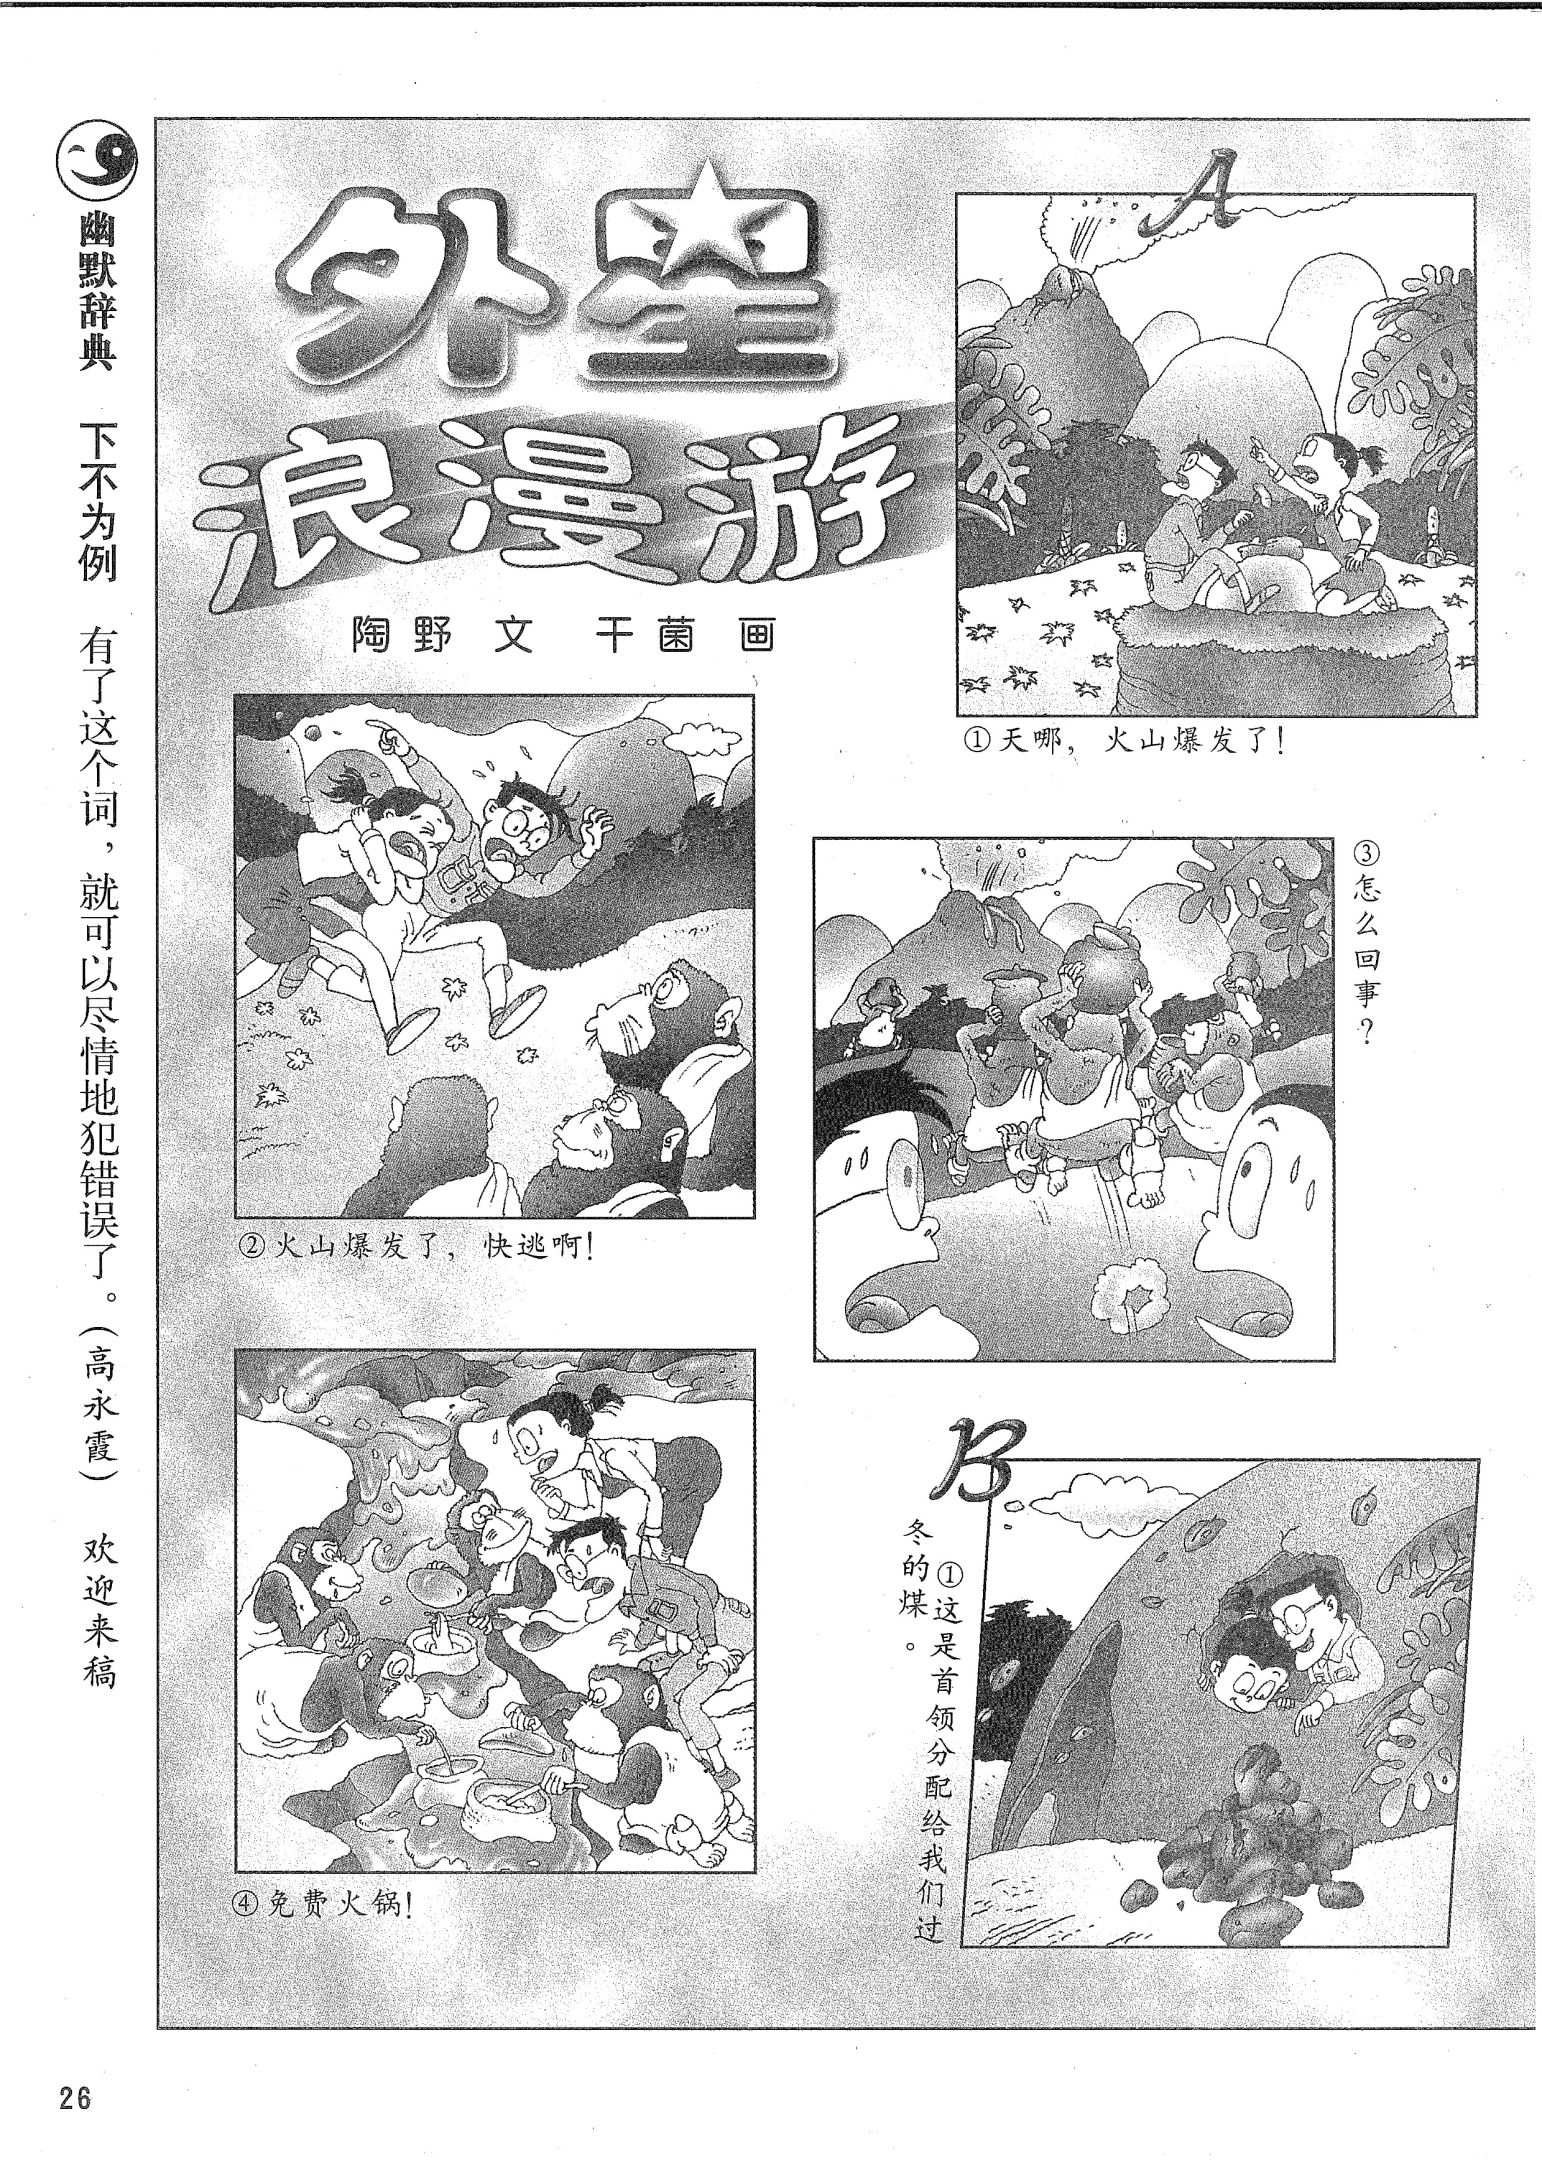 幽默辞典 下不为例 有了这个词，就可以尽情地犯错误了。（高永霞） 欢迎来稿
外星
浪漫游
陶野 文 干菌 画
A
①天哪，火山爆发了！
②火山爆发了，快逃啊！
③怎么回事？
④免费火锅！
B
①这是首领分配给我们过
冬的煤。
26